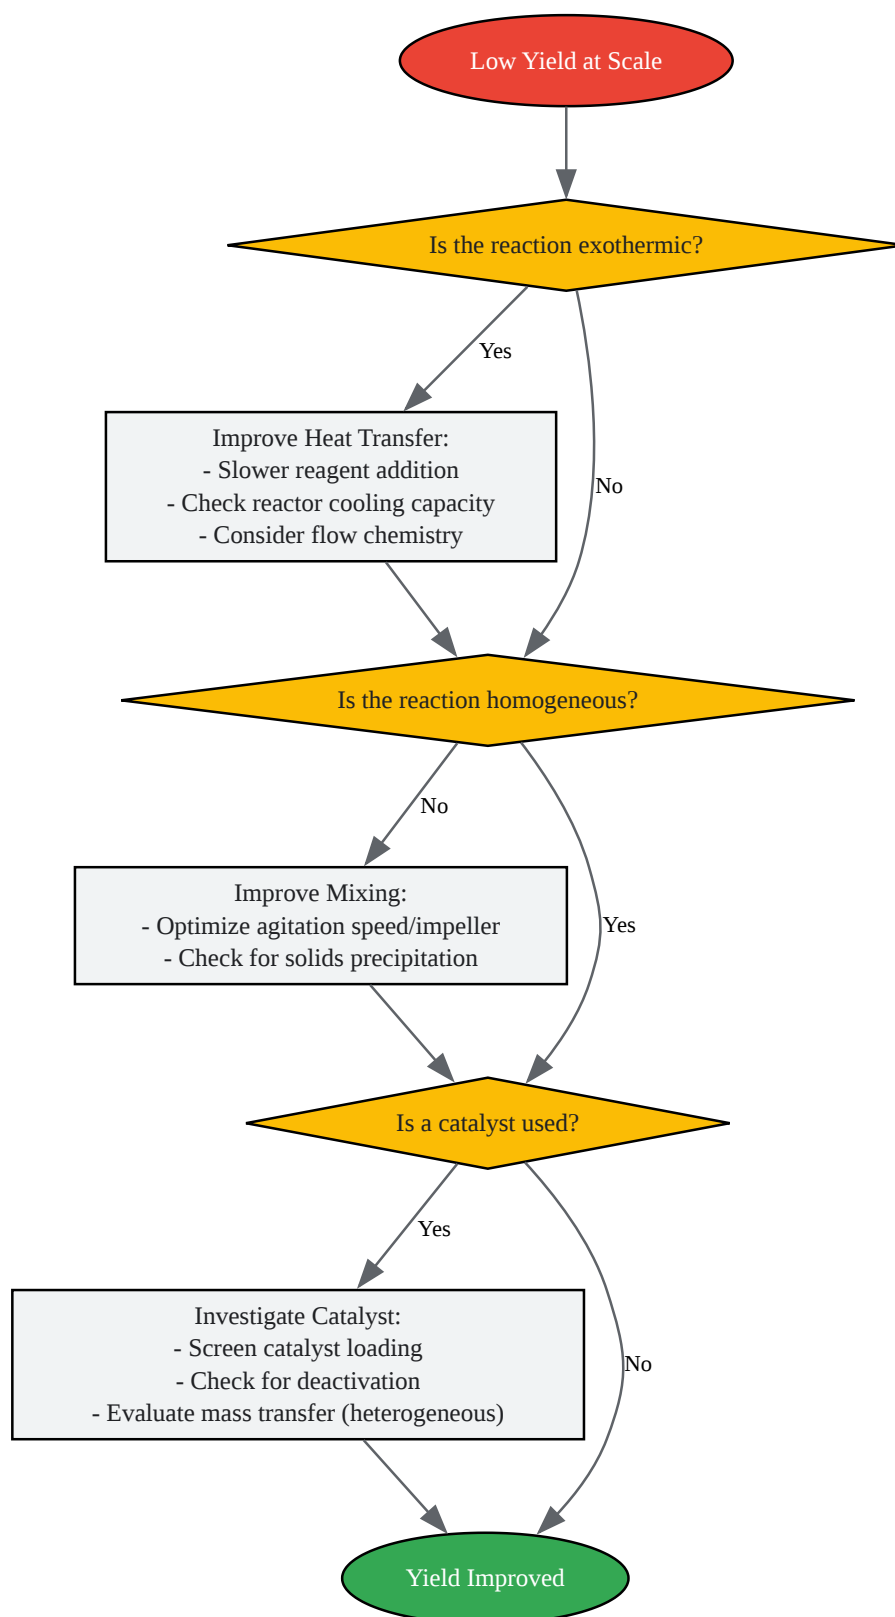 Low Yield at Scale
Is the reaction exothermic?
Yes
Improve Heat Transfer:
- Slower reagent addition
- Check reactor cooling capacity
- Consider flow chemistry
No
Is the reaction homogeneous?
No
Improve Mixing:
- Optimize agitation speed/impeller
- Check for solids precipitation
Yes
Is a catalyst used?
Yes
Investigate Catalyst:
- Screen catalyst loading
- Check for deactivation
- Evaluate mass transfer (heterogeneous)
No
Yield Improved